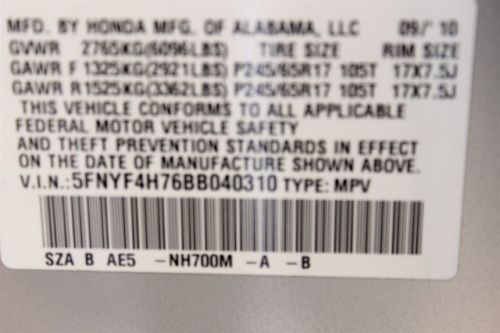 MFD. BY HONDA MFG. OF ALABAMA, LLC 09/ 10
GVWR 2765KG(6096LBS) TIRE SIZE RIM SIZE
GAWR F 1325KG(2921LBS) P245/65R17 105T 17X7.5J
GAWR R 1525KG(3362LBS) P245/65R17 105T 17X7.5J
THIS VEHICLE CONFORMS TO ALL APPLICABLE
FEDERAL MOTOR VEHICLE SAFETY
AND THEFT PREVENTION STANDARDS IN EFFECT
ON THE DATE OF MANUFACTURE SHOWN ABOVE.
V.I.N.:5FNYF4H76BB040310 TYPE: MPV
SZA B AE5 -NH700M -A -B